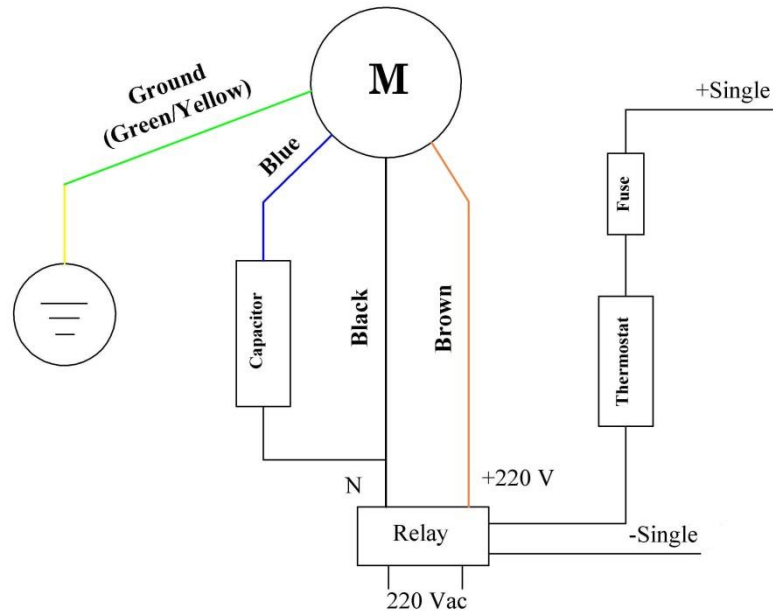 M
Ground
(Green/Yellow)
+Single
Blue
Fuse
Capacitor
Black
Brown
Thermostat
N
+220 V
Relay
-Single
220 Vac